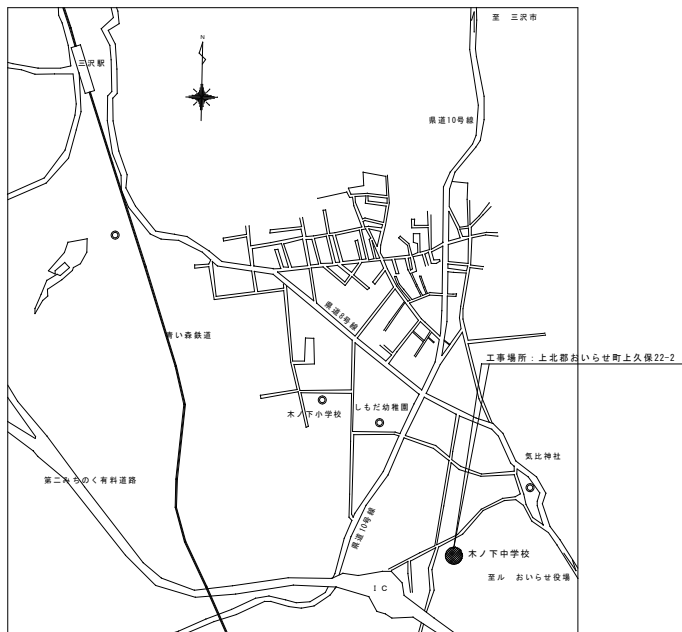 至 三沢市
N
三沢駅
県道10号線
県道8号線
青い森鉄道
工事場所：上北郡おいらせ町上久保22-2
しもだ幼稚園
木ノ下小学校
気比神社
第二みちのく有料道路
県道10号線
木ノ下中学校
至ル おいらせ役場
IC